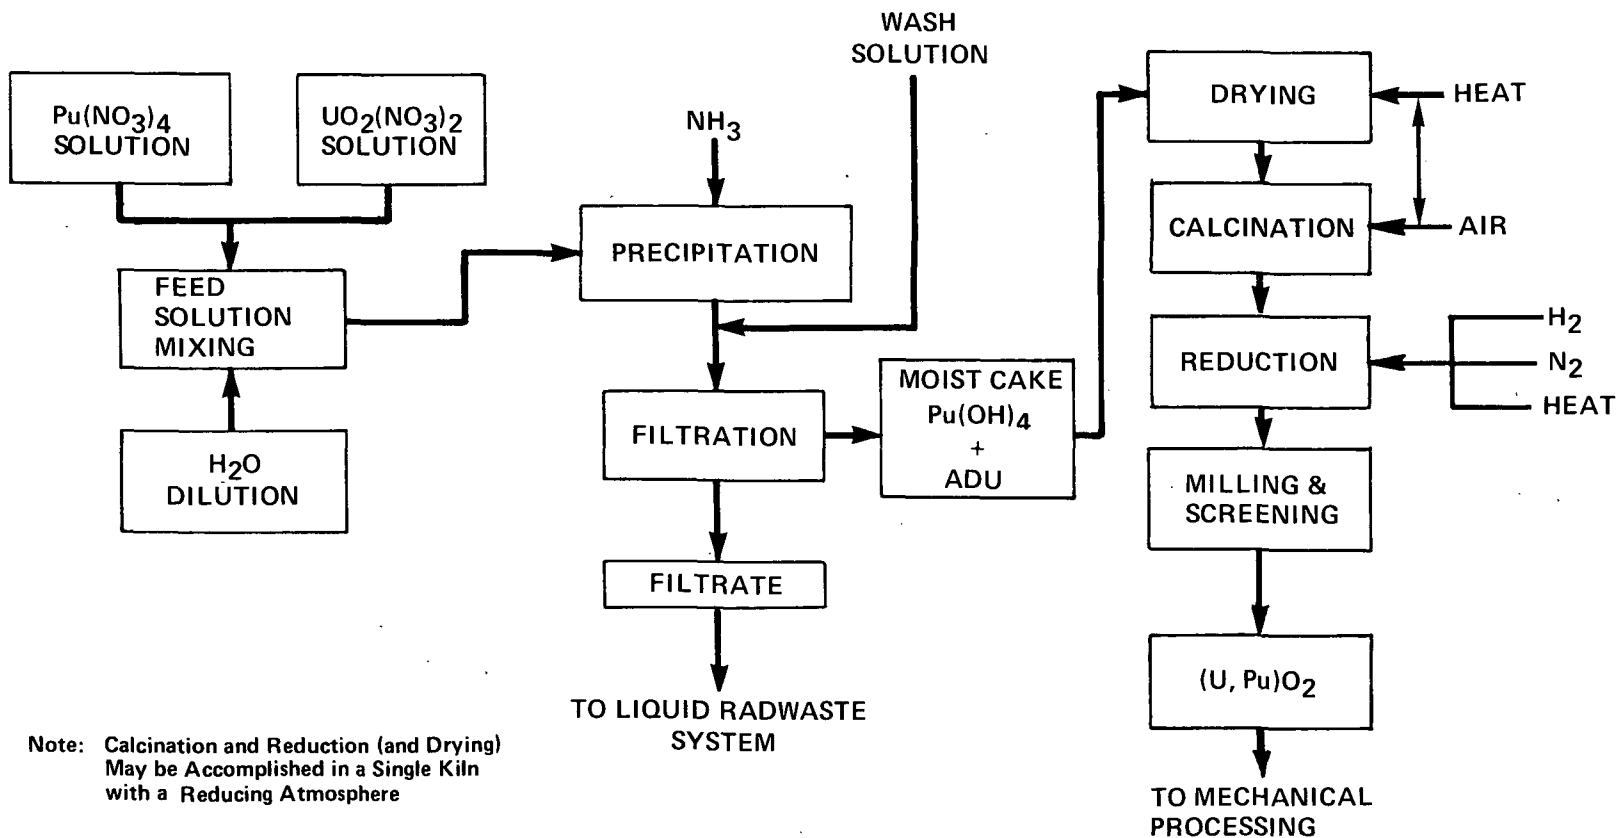 Pu(NO3)4
SOLUTION
UO2(NO3)2
SOLUTION
FEED
SOLUTION
MIXING
H2O
DILUTION
NH3
WASH
SOLUTION
PRECIPITATION
FILTRATION
FILTRATE
TO LIQUID RADWASTE
SYSTEM
MOIST CAKE
Pu(OH)4
+
ADU
DRYING
HEAT
CALCINATION
AIR
REDUCTION
H2
N2
HEAT
MILLING &
SCREENING
(U, Pu)O2
TO MECHANICAL
PROCESSING
Note: Calcination and Reduction (and Drying)
May be Accomplished in a Single Kiln
with a Reducing Atmosphere